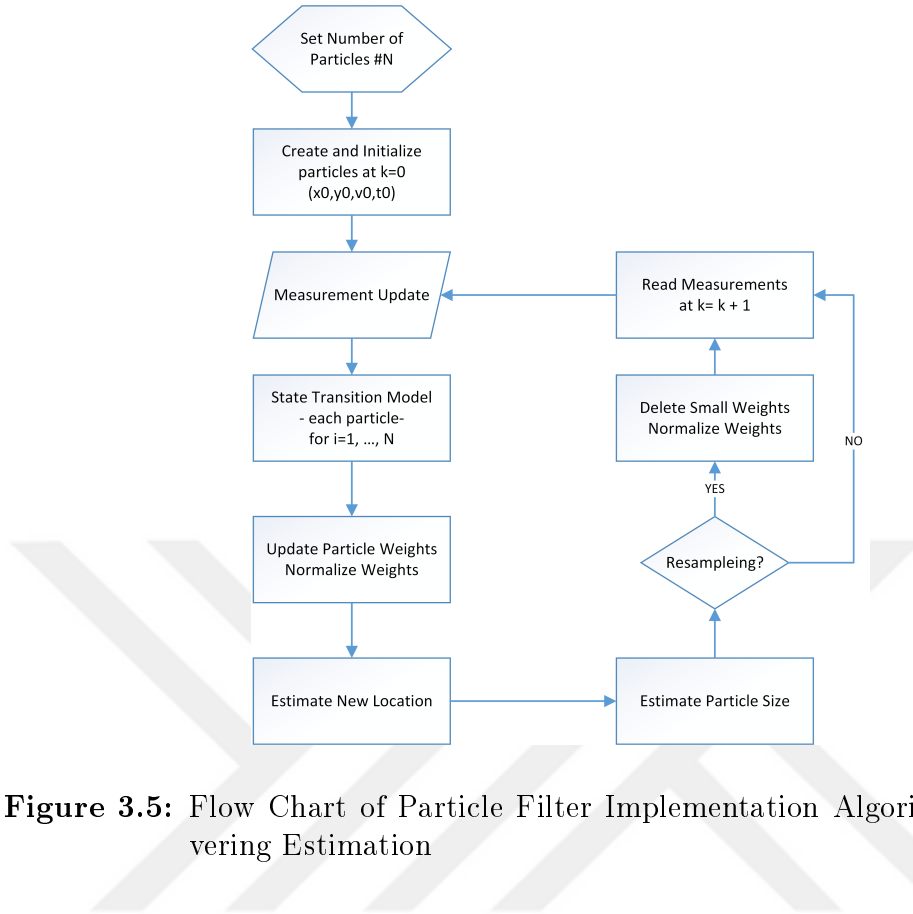 Set Number of
Particles #N
Create and Initialize
particles at k=0
(x0,y0,v0,t0)
Measurement Update
State Transition Model
- each particle-
for i=1, ..., N
Update Particle Weights
Normalize Weights
Estimate New Location
Estimate Particle Size
Resampleing?
YES
NO
Delete Small Weights
Normalize Weights
Read Measurements
at k= k + 1
Figure 3.5: Flow Chart of Particle Filter Implementation Algori
vering Estimation